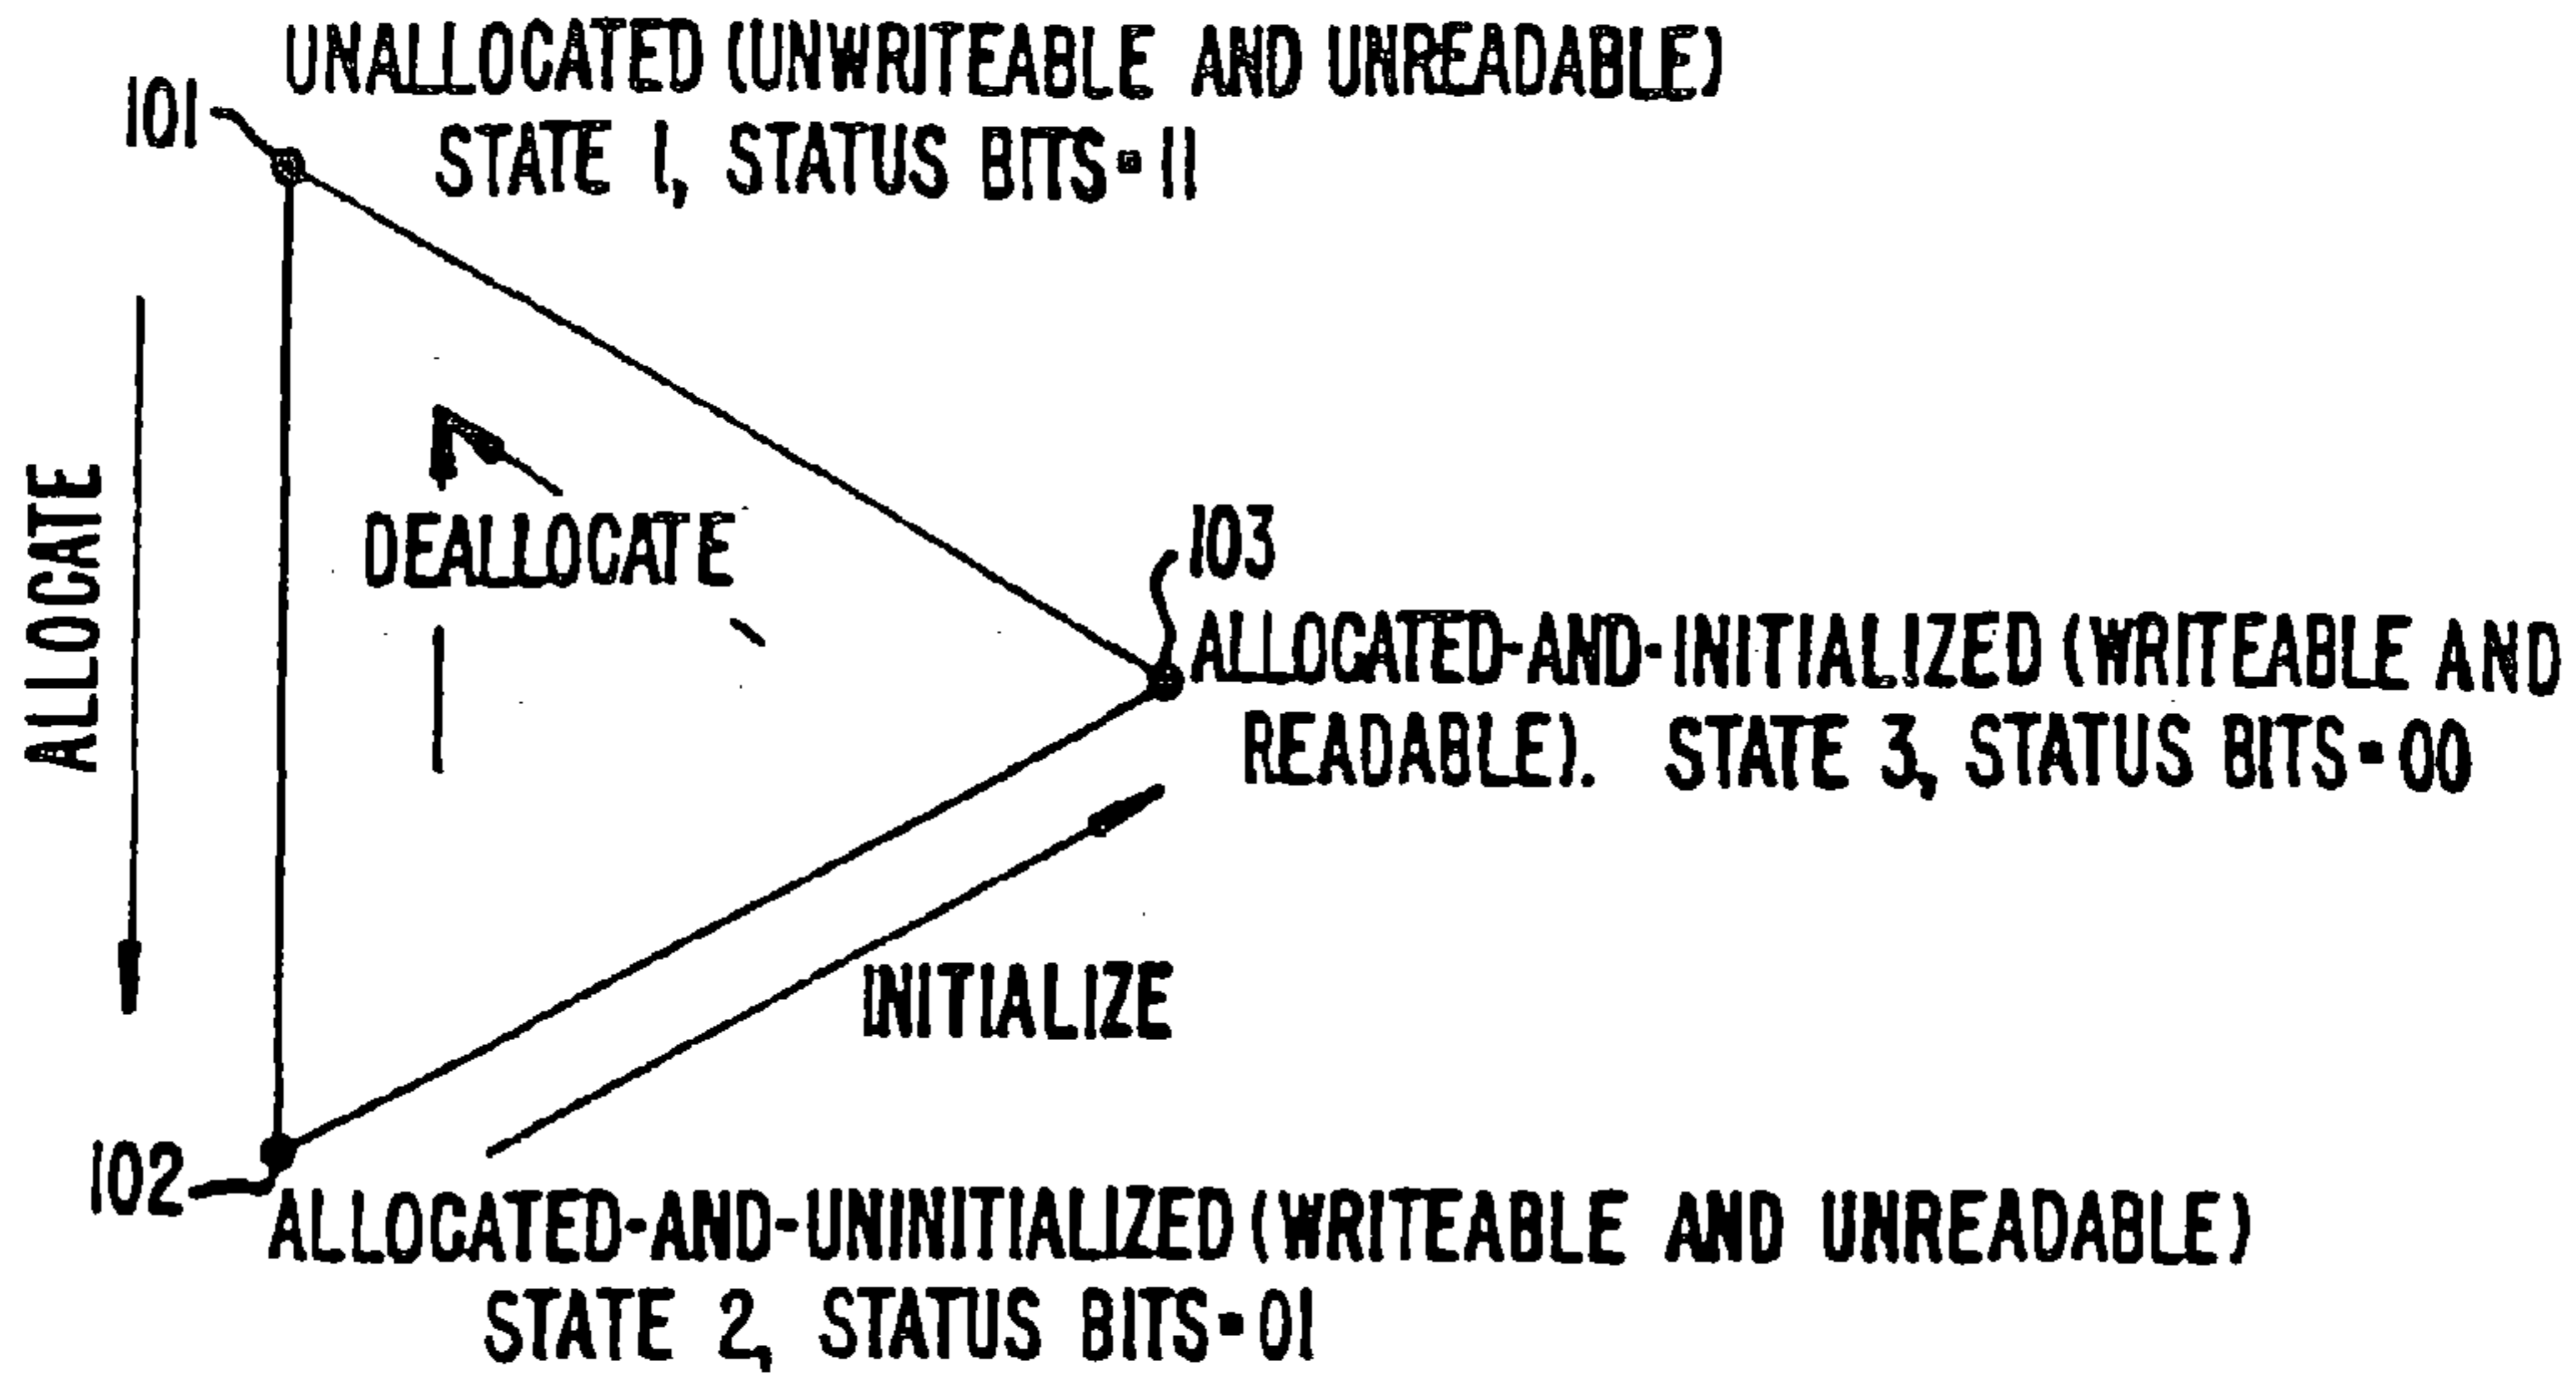 UNALLOCATED (UNWRITEABLE AND UNREADABLE)
101
STATE 1, STATUS BITS=11
ALLOCATE
DEALLOCATE
103
ALLOCATED-AND-INITIALIZED (WRITEABLE AND
READABLE). STATE 3, STATUS BITS=00
INITIALIZE
102
ALLOCATED-AND-UNINITIALIZED (WRITEABLE AND UNREADABLE)
STATE 2, STATUS BITS=01